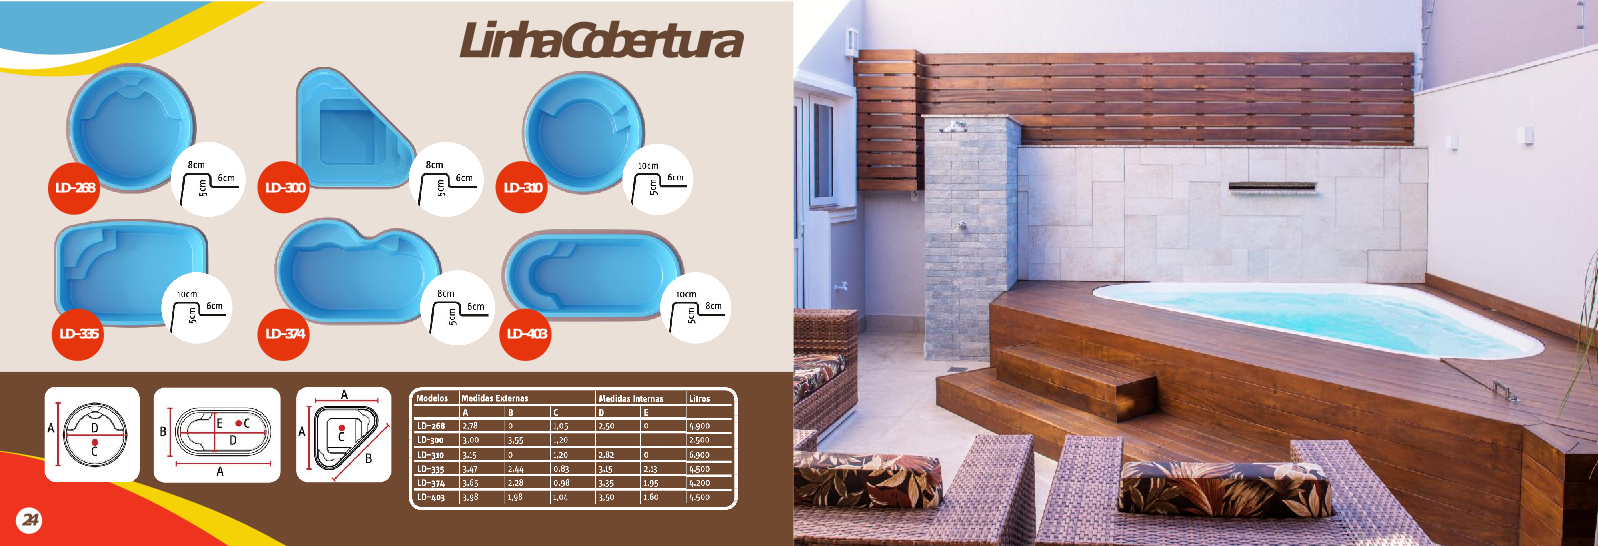 LinhaCobertura
8cm
6cm
5cm
LD-268
8cm
6cm
5cm
LD-300
10cm
6cm
5cm
LD-310
10cm
6cm
5cm
LD-335
8cm
6cm
5cm
LD-374
10cm
8cm
5cm
LD-403
A
D
C
B
E
C
D
A
A
A
C
B
Modelos Medidas Externas Medidas Internas Litros
A B C D E
LD-268 2,78 0 1,05 2,50 0 4.900
LD-300 3,00 3,55 1,20 2.500
LD-310 3,15 0 1,20 2,82 0 6.900
LD-335 3,47 2,44 0,83 3,15 2,13 4.500
LD-374 3,65 2,28 0,98 3,35 1,95 4.200
LD-403 3,98 1,98 1,04 3,50 1,60 4.500
24